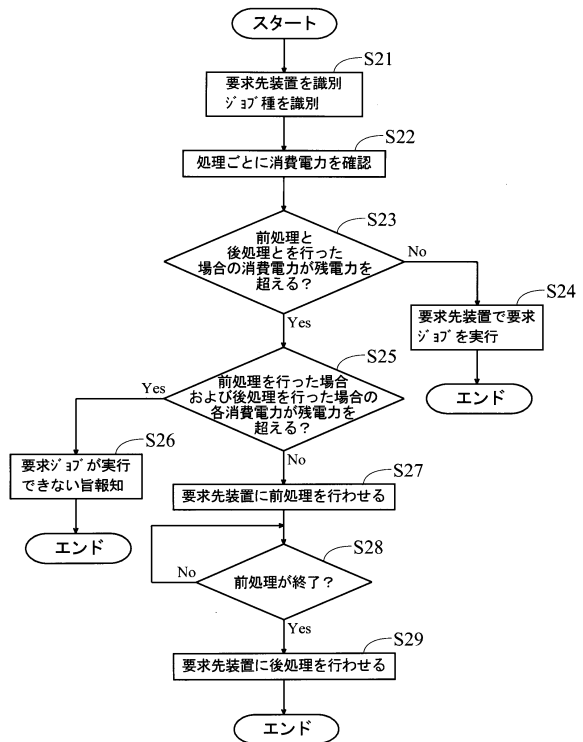 スタート
S21
要求先装置を識別
ジョブ種を識別
S22
処理ごとに消費電力を確認
S23
前処理と
後処理とを行った
場合の消費電力が残電力を
超える?
No
Yes
S24
要求先装置で要求
ジョブを実行
エンド
S25
前処理を行った場合
および後処理を行った場合の
各消費電力が残電力を
超える?
Yes
No
S26
要求ジョブが実行
できない旨報知
エンド
S27
要求先装置に前処理を行わせる
S28
前処理が終了?
No
Yes
S29
要求先装置に後処理を行わせる
エンド